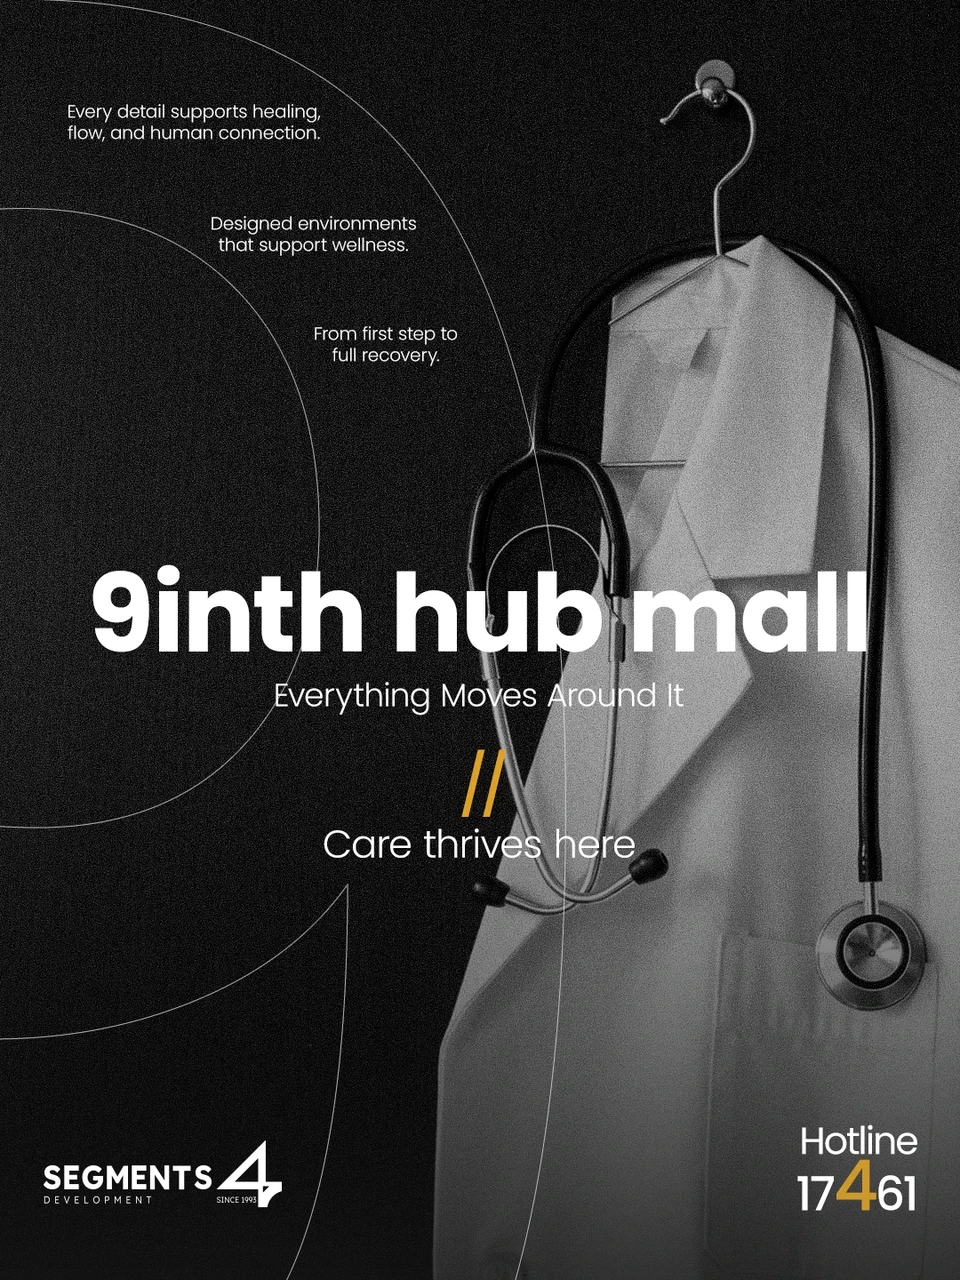 Every detail supports healing,
flow, and human connection.
Designed environments
that support wellness.
From first step to
full recovery.
9inth hub mall
Everything Moves Around It
//
Care thrives here
SEGMENTS 4
DEVELOPMENT SINCE 1993
Hotline
17461